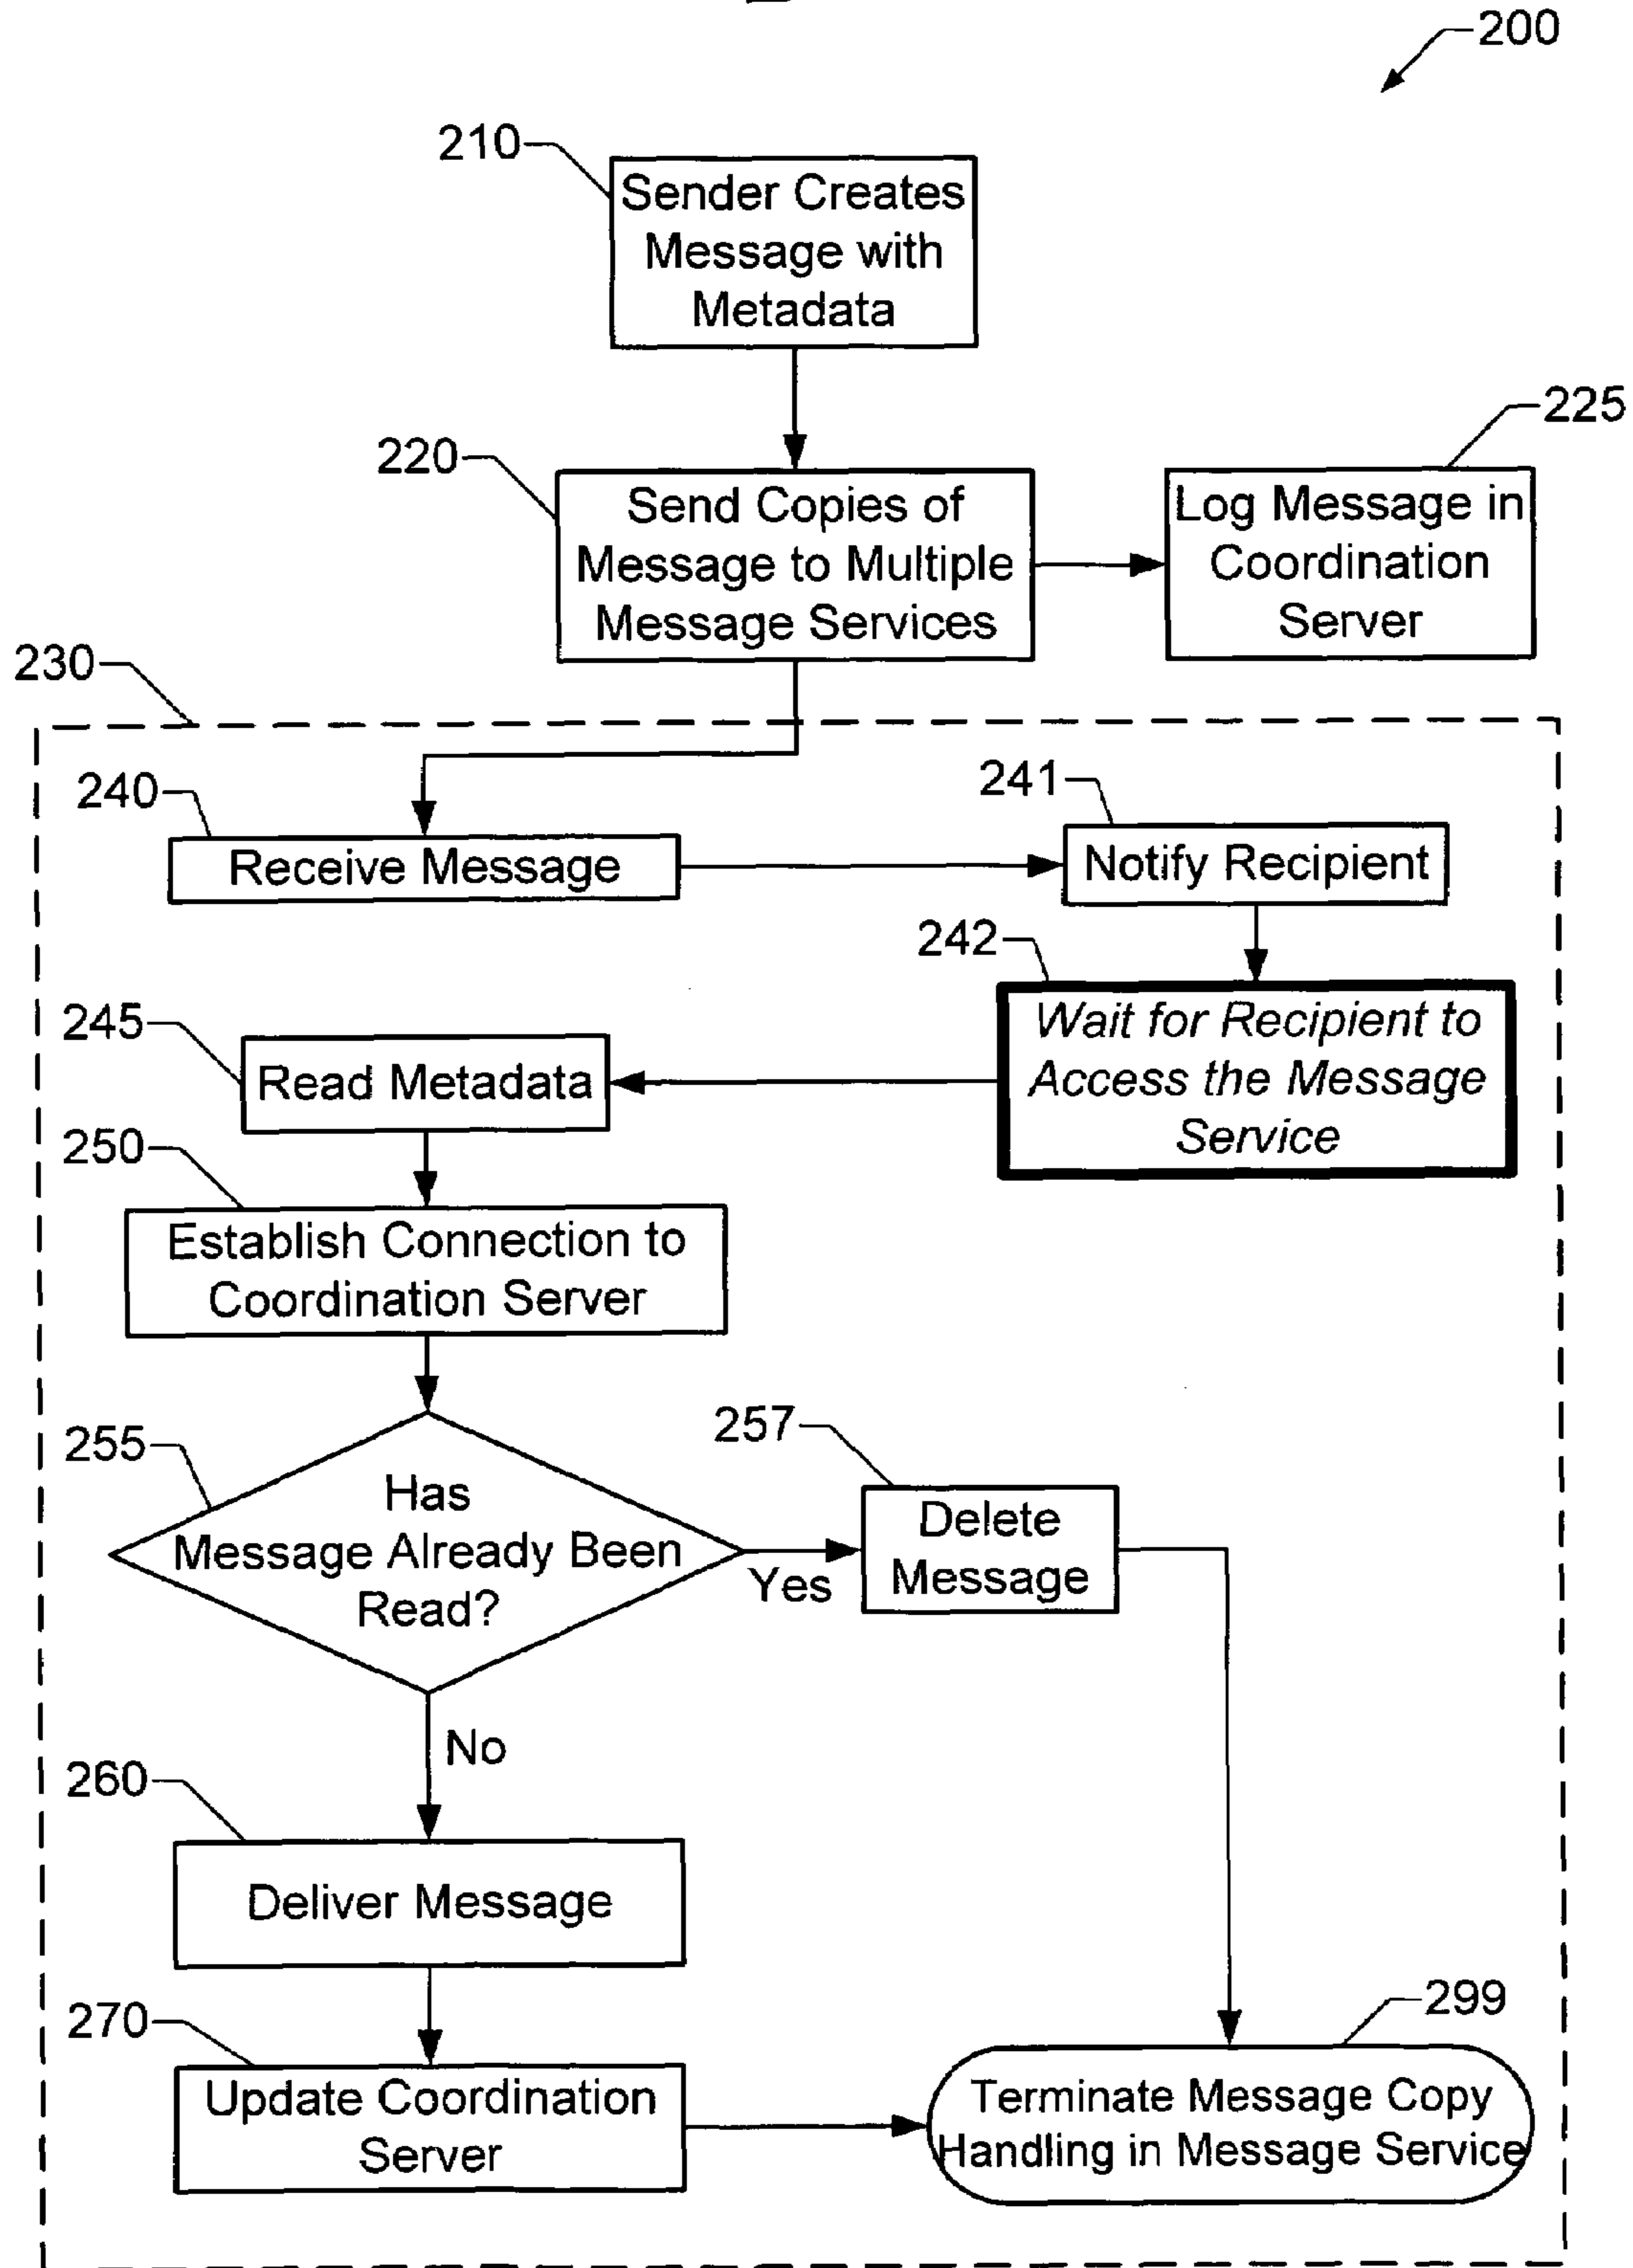 200
210
Sender Creates
Message with
Metadata
220
Send Copies of
Message to Multiple
Message Services
225
Log Message in
Coordination
Server
230
240
Receive Message
241
Notify Recipient
242
Wait for Recipient to
Access the Message
Service
245
Read Metadata
250
Establish Connection to
Coordination Server
255
Has
Message Already Been
Read?
Yes
257
Delete
Message
No
260
Deliver Message
270
Update Coordination
Server
299
Terminate Message Copy
Handling in Message Service